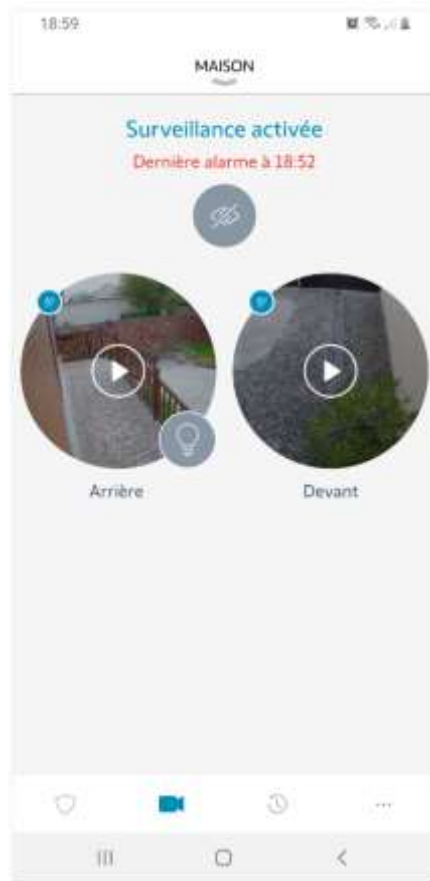 18:59
MAISON
Surveillance activée
Dernière alarme à 18:52
Arrière
Devant